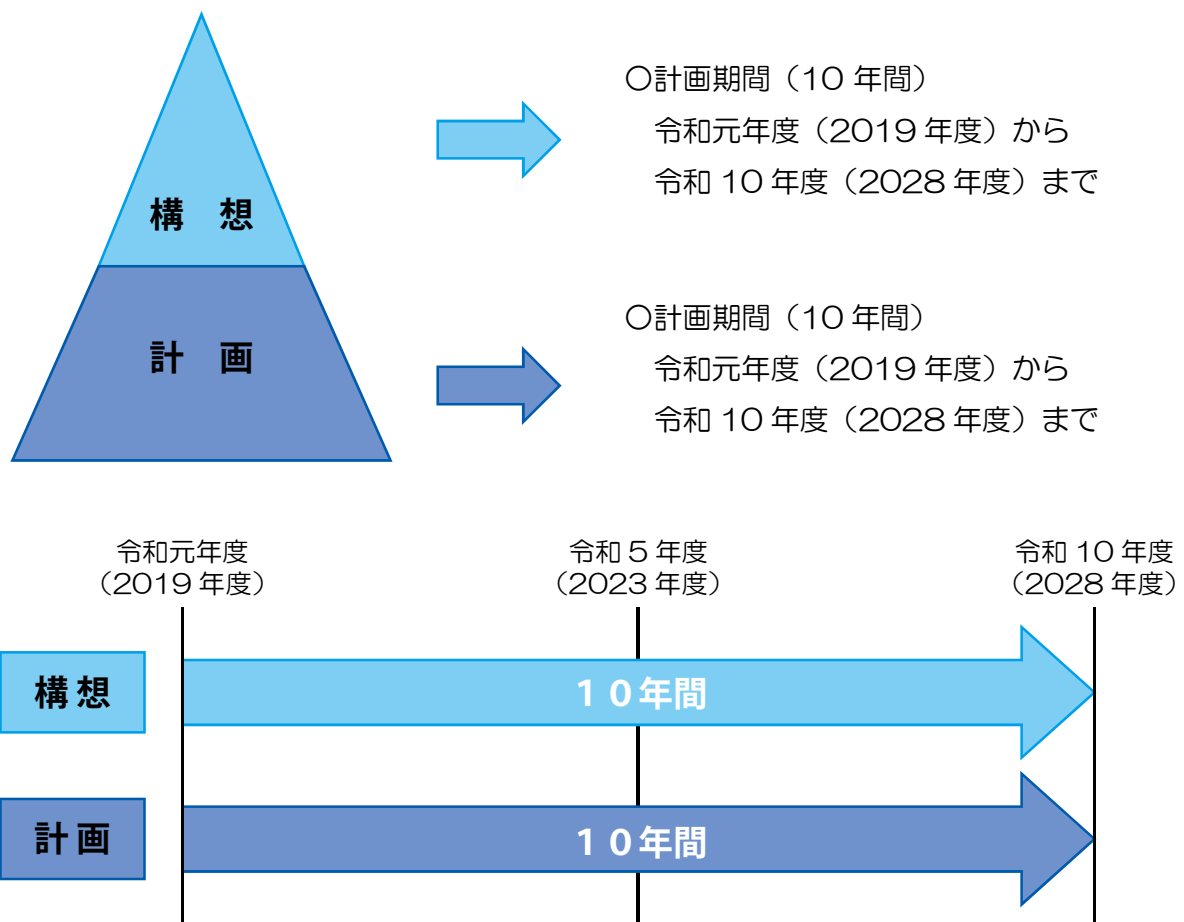 構 想
〇計画期間（10 年間）
令和元年度（2019 年度）から
令和 10 年度（2028 年度）まで
計 画
〇計画期間（10 年間）
令和元年度（2019 年度）から
令和 10 年度（2028 年度）まで
令和元年度
（2019 年度）
令和 5 年度
（2023 年度）
令和 10 年度
（2028 年度）
構 想
１０年間
計 画
１０年間